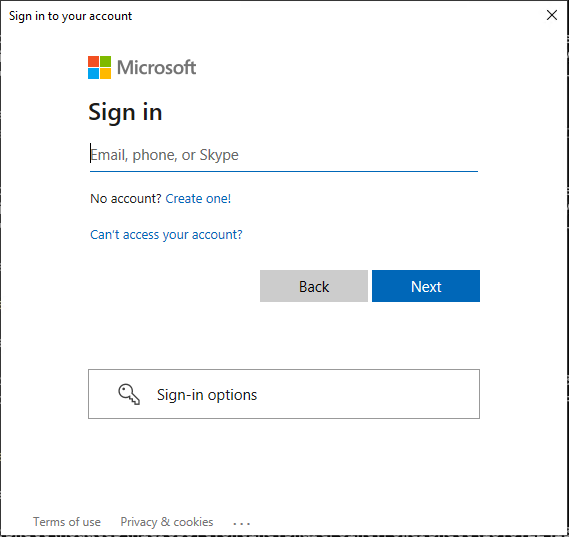 Sign in to your account
Microsoft
Sign in
Email, phone, or Skype
No account? Create one!
Can't access your account?
Back Next
Sign-in options
Terms of use Privacy & cookies ...